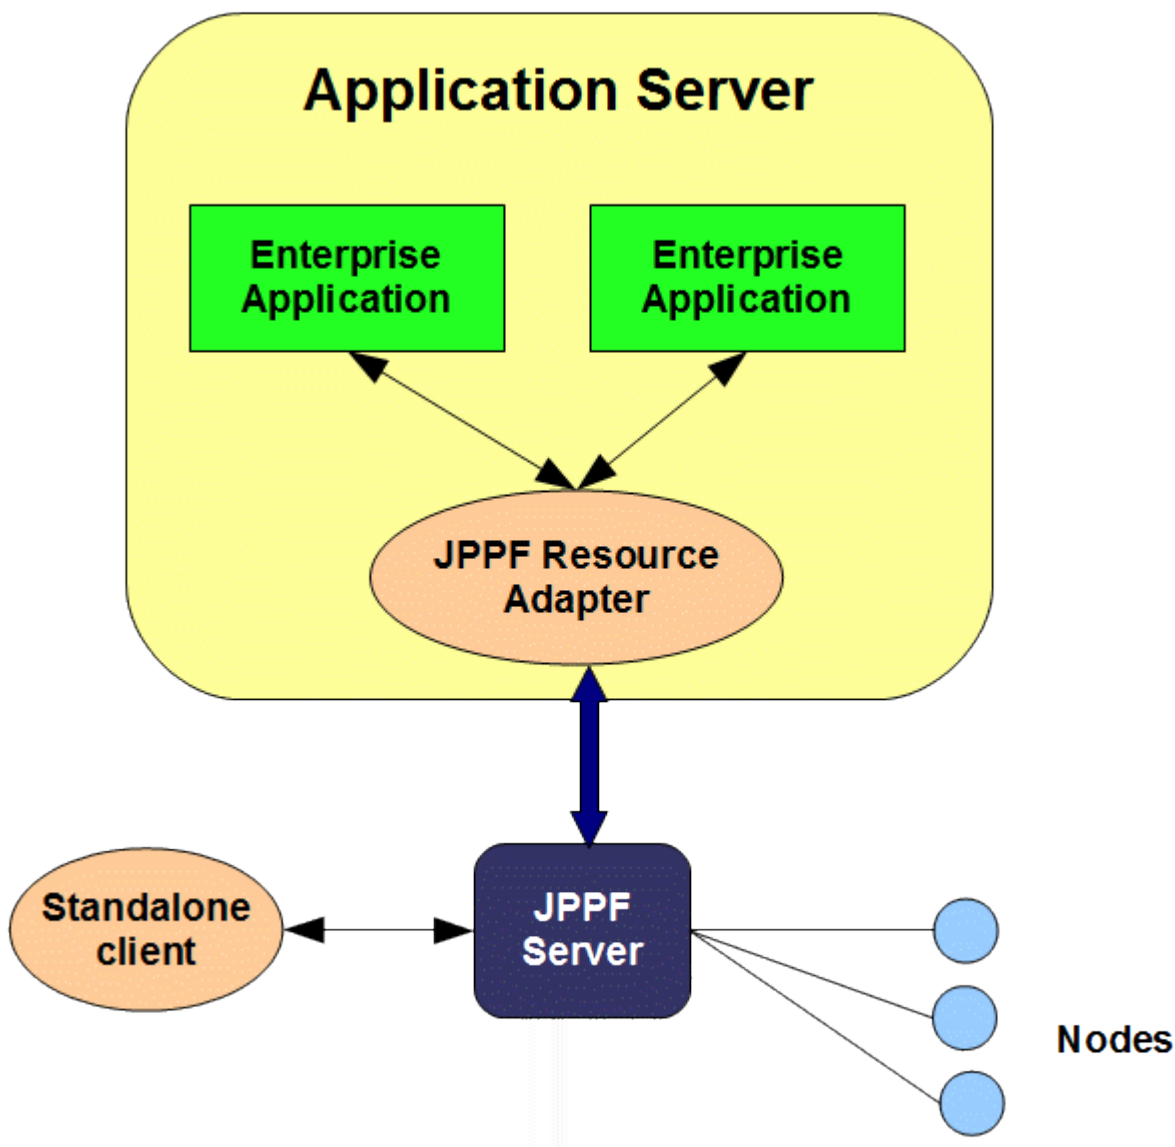 Application Server
Enterprise
Application
Enterprise
Application
JPPF Resource
Adapter
Standalone
client
JPPF
Server
Nodes